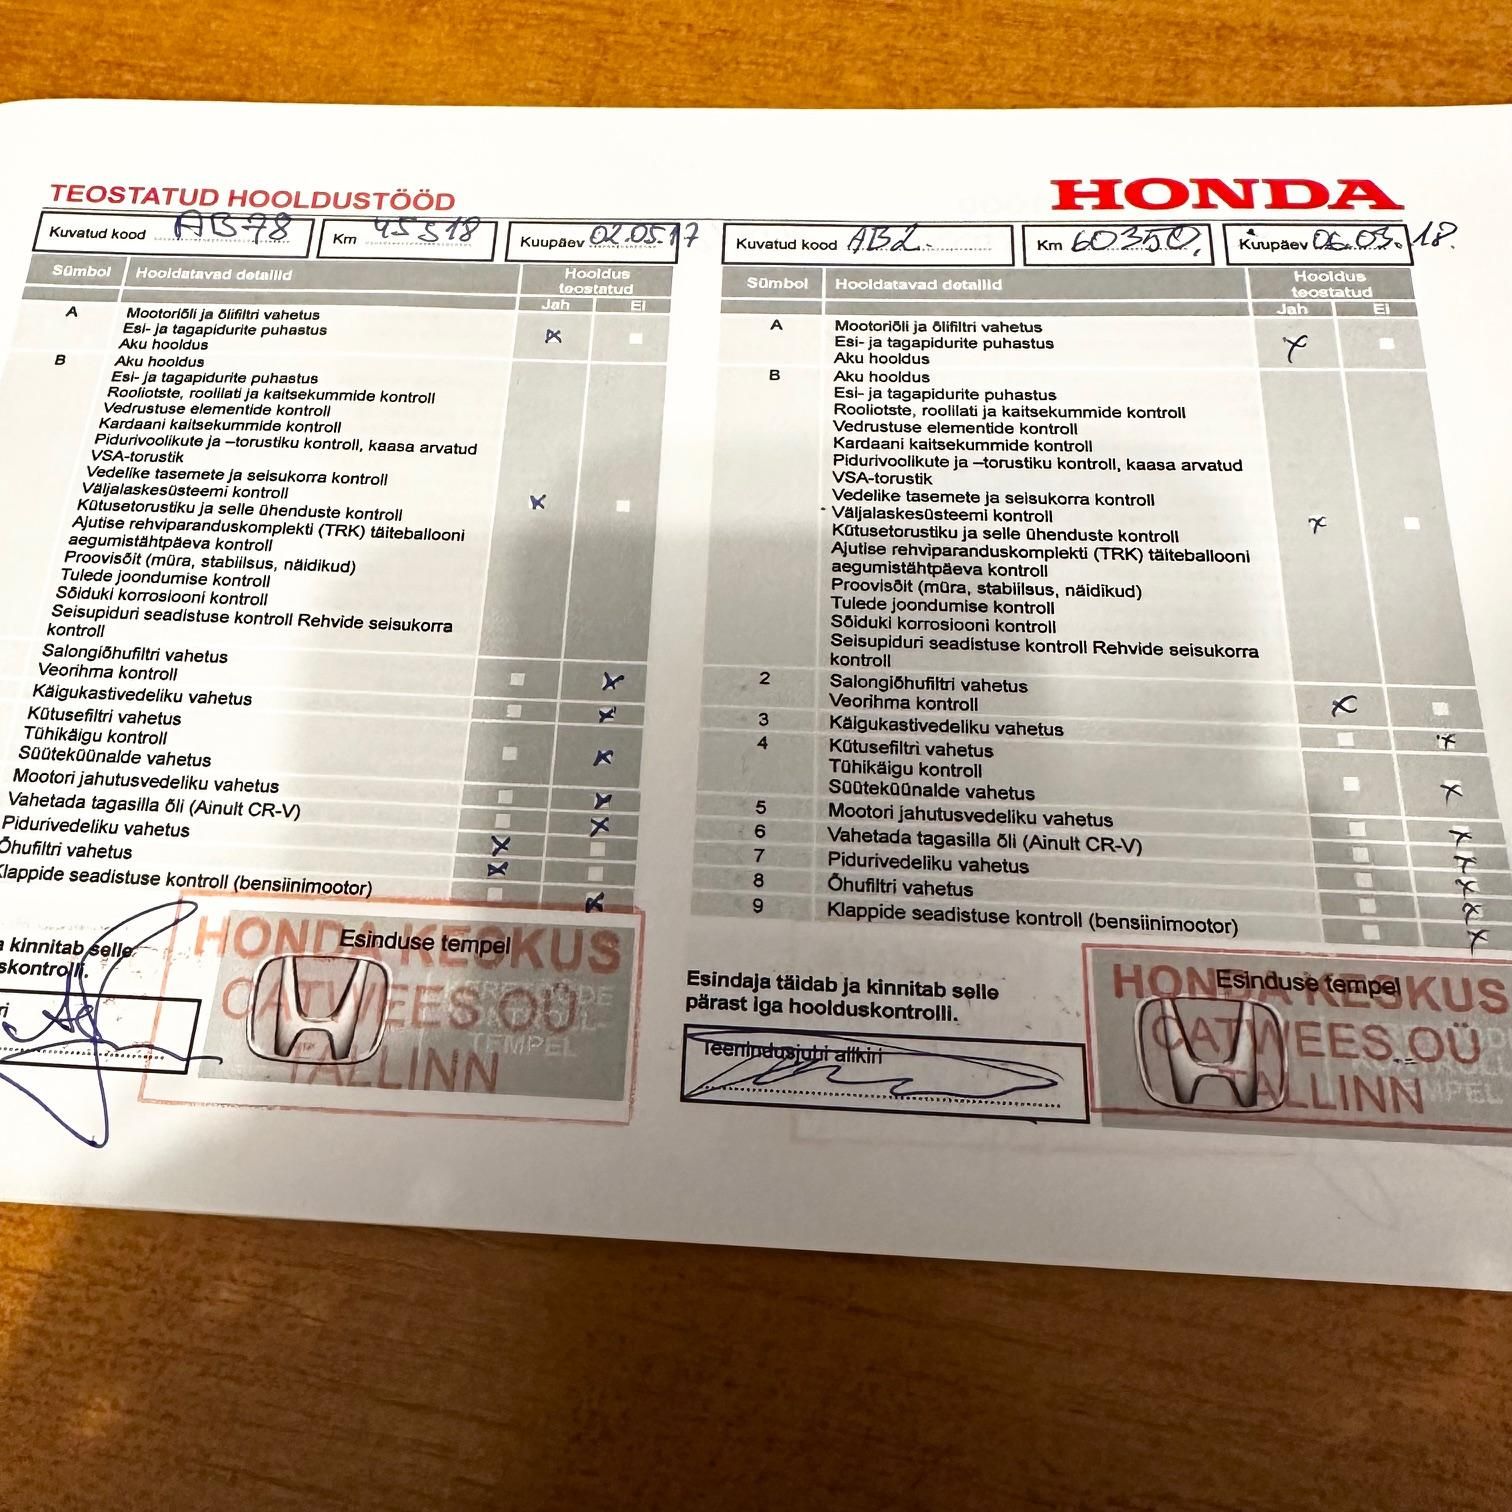 TEOSTATUD HOOLDUSTÖÖD
HONDA
Kuvatud kood AB78 Km 45518 Kuupäev 02.05.17
Sümbol Hooldatavad detailid Hooldus teostatud
Jah Ei
A Mootoriõli ja õlifiltri vahetus
Esi- ja tagapidurite puhastus
Aku hooldus
B Aku hooldus
Esi- ja tagapidurite puhastus
Rooliotste, roolilati ja kaitsekummide kontroll
Vedrustuse elementide kontroll
Kardaani kaitsekummide kontroll
Pidurivoolikute ja –torustiku kontroll, kaasa arvatud
VSA-torustik
Vedelike tasemete ja seisukorra kontroll
Väljalaskesüsteemi kontroll
Kütusetorustiku ja selle ühenduste kontroll
Ajutise rehviparanduskomplekti (TRK) täiteballooni
aegumistähtpäeva kontroll
Proovisõit (müra, stabiilsus, näidikud)
Tulede joondumise kontroll
Sõiduki korrosiooni kontroll
Seisupiduri seadistuse kontroll Rehvide seisukorra
kontroll
Salongiõhufiltri vahetus
Veorihma kontroll
Käigukastivedeliku vahetus
Kütusefiltri vahetus
Tühikäigu kontroll
Süüteküünalde vahetus
Mootori jahutusvedeliku vahetus
Vahetada tagasilla õli (Ainult CR-V)
Pidurivedeliku vahetus
Õhufiltri vahetus
Klappide seadistuse kontroll (bensiinimootor)
a kinnitab selle
skontrolli.
ri
Esinduse tempel
HONDA KESKUS
CATWEES OÜ
TALLINN
TEMPEL
Kuvatud kood AB2. Km 60350, Kuupäev 06.03.18.
Sümbol Hooldatavad detailid Hooldus teostatud
Jah Ei
A Mootoriõli ja õlifiltri vahetus
Esi- ja tagapidurite puhastus
Aku hooldus
B Aku hooldus
Esi- ja tagapidurite puhastus
Rooliotste, roolilati ja kaitsekummide kontroll
Vedrustuse elementide kontroll
Kardaani kaitsekummide kontroll
Pidurivoolikute ja –torustiku kontroll, kaasa arvatud
VSA-torustik
Vedelike tasemete ja seisukorra kontroll
Väljalaskesüsteemi kontroll
Kütusetorustiku ja selle ühenduste kontroll
Ajutise rehviparanduskomplekti (TRK) täiteballooni
aegumistähtpäeva kontroll
Proovisõit (müra, stabiilsus, näidikud)
Tulede joondumise kontroll
Sõiduki korrosiooni kontroll
Seisupiduri seadistuse kontroll Rehvide seisukorra
kontroll
2 Salongiõhufiltri vahetus
Veorihma kontroll
3 Käigukastivedeliku vahetus
4 Kütusefiltri vahetus
Tühikäigu kontroll
Süüteküünalde vahetus
5 Mootori jahutusvedeliku vahetus
6 Vahetada tagasilla õli (Ainult CR-V)
7 Pidurivedeliku vahetus
8 Õhufiltri vahetus
9 Klappide seadistuse kontroll (bensiinimootor)
Esindaja täidab ja kinnitab selle
pärast iga hoolduskontrolli.
Teenindusjuhi allkiri
Esinduse tempel
HONDA KESKUS
CATWEES OÜ
TALLINN